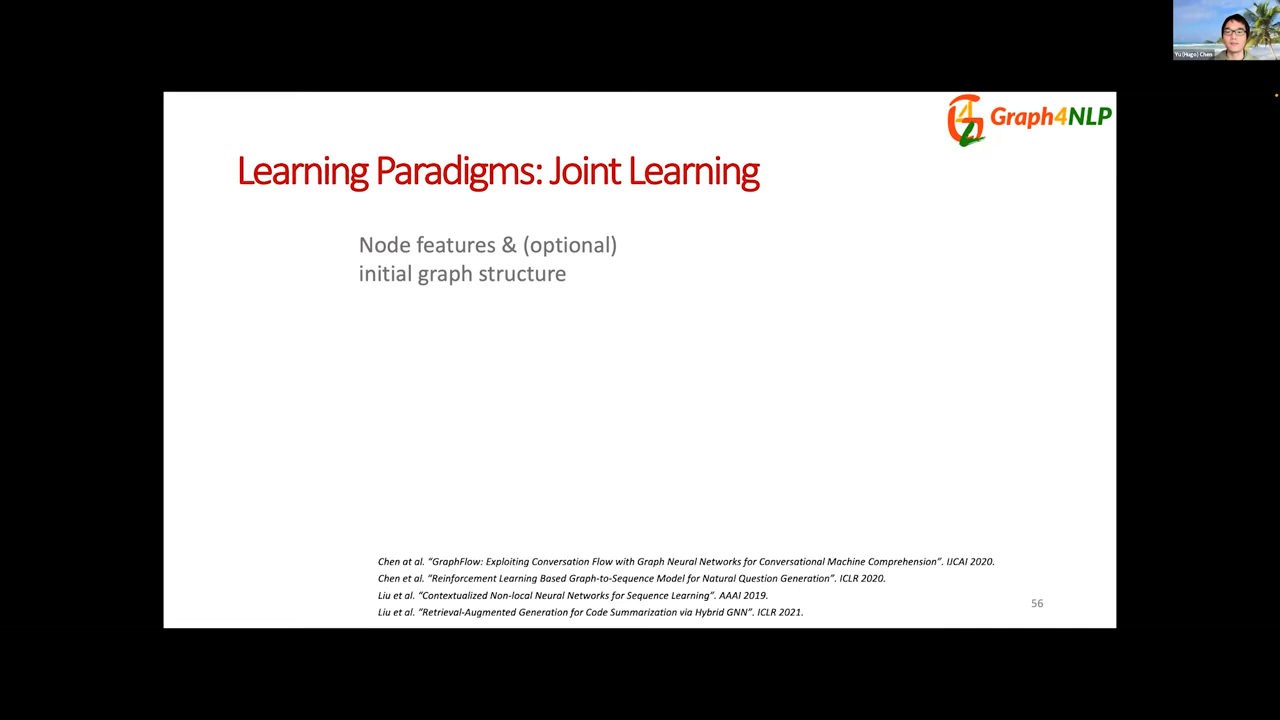 Yu (Hugo) Chen
Graph4NLP
Learning Paradigms: Joint Learning
Node features & (optional)
initial graph structure
Chen at al. “GraphFlow: Exploiting Conversation Flow with Graph Neural Networks for Conversational Machine Comprehension”. IJCAI 2020.
Chen et al. “Reinforcement Learning Based Graph-to-Sequence Model for Natural Question Generation”. ICLR 2020.
Liu et al. “Contextualized Non-local Neural Networks for Sequence Learning”. AAAI 2019.
Liu et al. “Retrieval-Augmented Generation for Code Summarization via Hybrid GNN”. ICLR 2021.
56